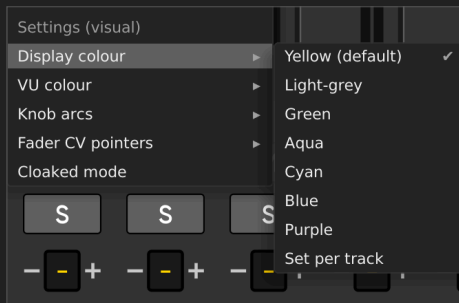 Settings (visual)
Display colour ▸
VU colour ▸
Knob arcs ▸
Fader CV pointers ▸
Cloaked mode
Yellow (default) ✔
Light-grey
Green
Aqua
Cyan
Blue
Purple
Set per track
S S S
− - + − - + − - +